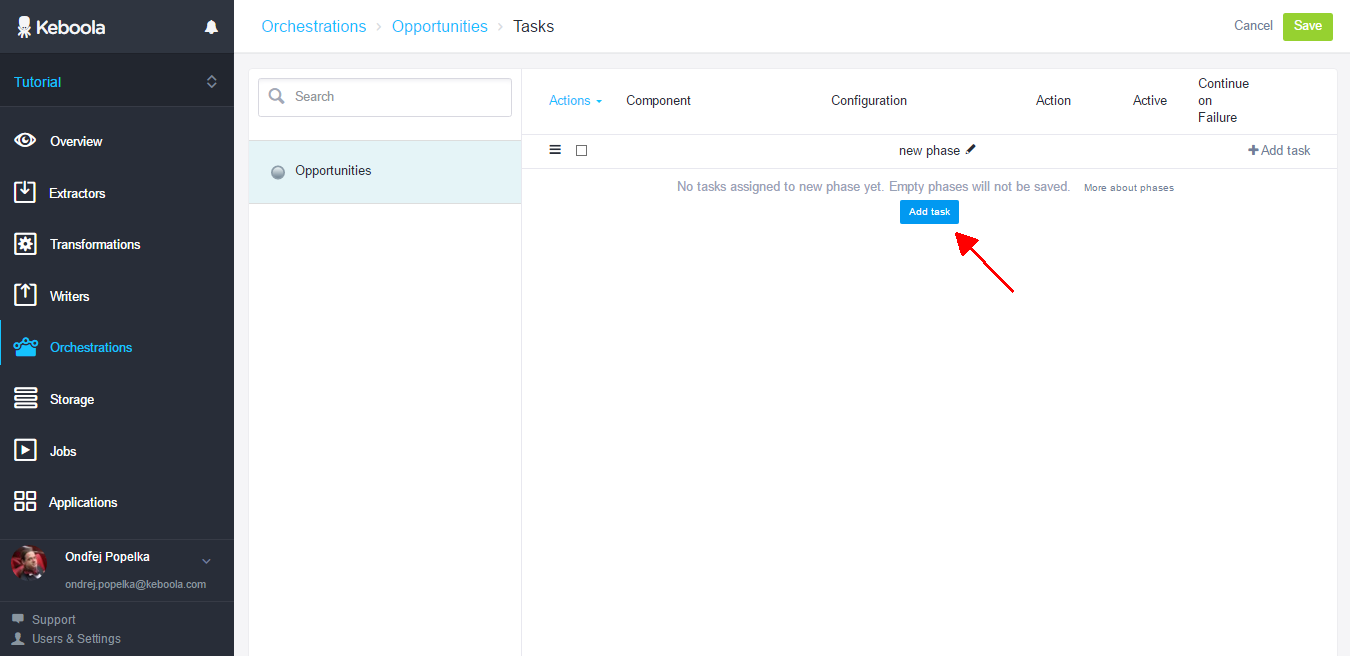 Keboola
Orchestrations › Opportunities › Tasks
Cancel
Save
Tutorial
Search
Actions
Component
Configuration
Action
Active
Continue
on
Failure
Overview
Extractors
Transformations
Writers
Orchestrations
Storage
Jobs
Applications
Opportunities
new phase
+ Add task
No tasks assigned to new phase yet. Empty phases will not be saved. More about phases
Add task
Ondřej Popelka
ondrej.popelka@keboola.com
Support
Users & Settings